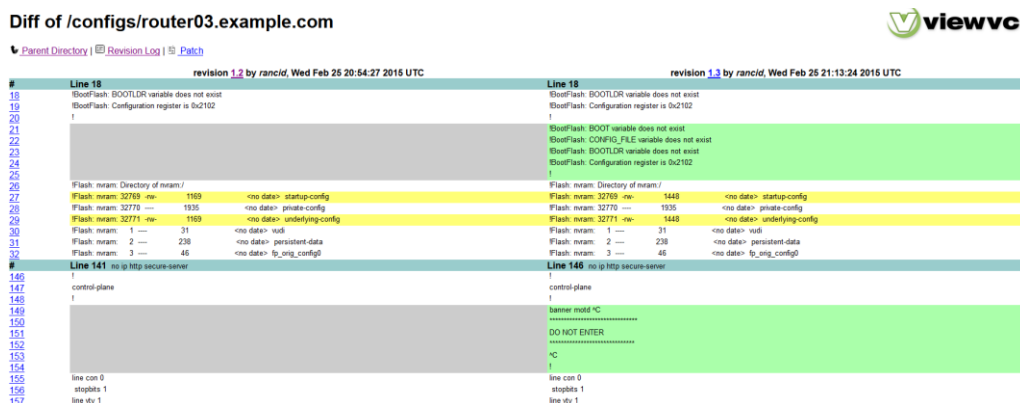 Diff of /configs/router03.example.com
viewvc
Parent Directory | Revision Log | Patch
revision 1.2 by rancid, Wed Feb 25 20:54:27 2015 UTC revision 1.3 by rancid, Wed Feb 25 21:13:24 2015 UTC
# Line 18 Line 18
18 !BootFlash: BOOTLDR variable does not exist !BootFlash: BOOTLDR variable does not exist
19 !BootFlash: Configuration register is 0x2102 !BootFlash: Configuration register is 0x2102
20 ! !
21 !BootFlash: BOOT variable does not exist
22 !BootFlash: CONFIG_FILE variable does not exist
23 !BootFlash: BOOTLDR variable does not exist
24 !BootFlash: Configuration register is 0x2102
25 !
26 !Flash: nvram: Directory of nvram:/ !Flash: nvram: Directory of nvram:/
27 !Flash: nvram: 32769 -rw- 1169 <no date> startup-config !Flash: nvram: 32769 -rw- 1448 <no date> startup-config
28 !Flash: nvram: 32770 ---- 1935 <no date> private-config !Flash: nvram: 32770 ---- 1935 <no date> private-config
29 !Flash: nvram: 32771 -rw- 1169 <no date> underlying-config !Flash: nvram: 32771 -rw- 1448 <no date> underlying-config
30 !Flash: nvram: 1 ---- 31 <no date> vudi !Flash: nvram: 1 ---- 31 <no date> vudi
31 !Flash: nvram: 2 ---- 238 <no date> persistent-data !Flash: nvram: 2 ---- 238 <no date> persistent-data
32 !Flash: nvram: 3 ---- 46 <no date> fp_orig_config0 !Flash: nvram: 3 ---- 46 <no date> fp_orig_config0
# Line 141 no ip http secure-server Line 146 no ip http secure-server
146 ! !
147 control-plane control-plane
148 ! !
149 banner motd ^C
150 ******************************
151 DO NOT ENTER
152 *****************************
153 ^C
154 !
155 line con 0 line con 0
156 stopbits 1 stopbits 1
157 line vty 1 line vty 1